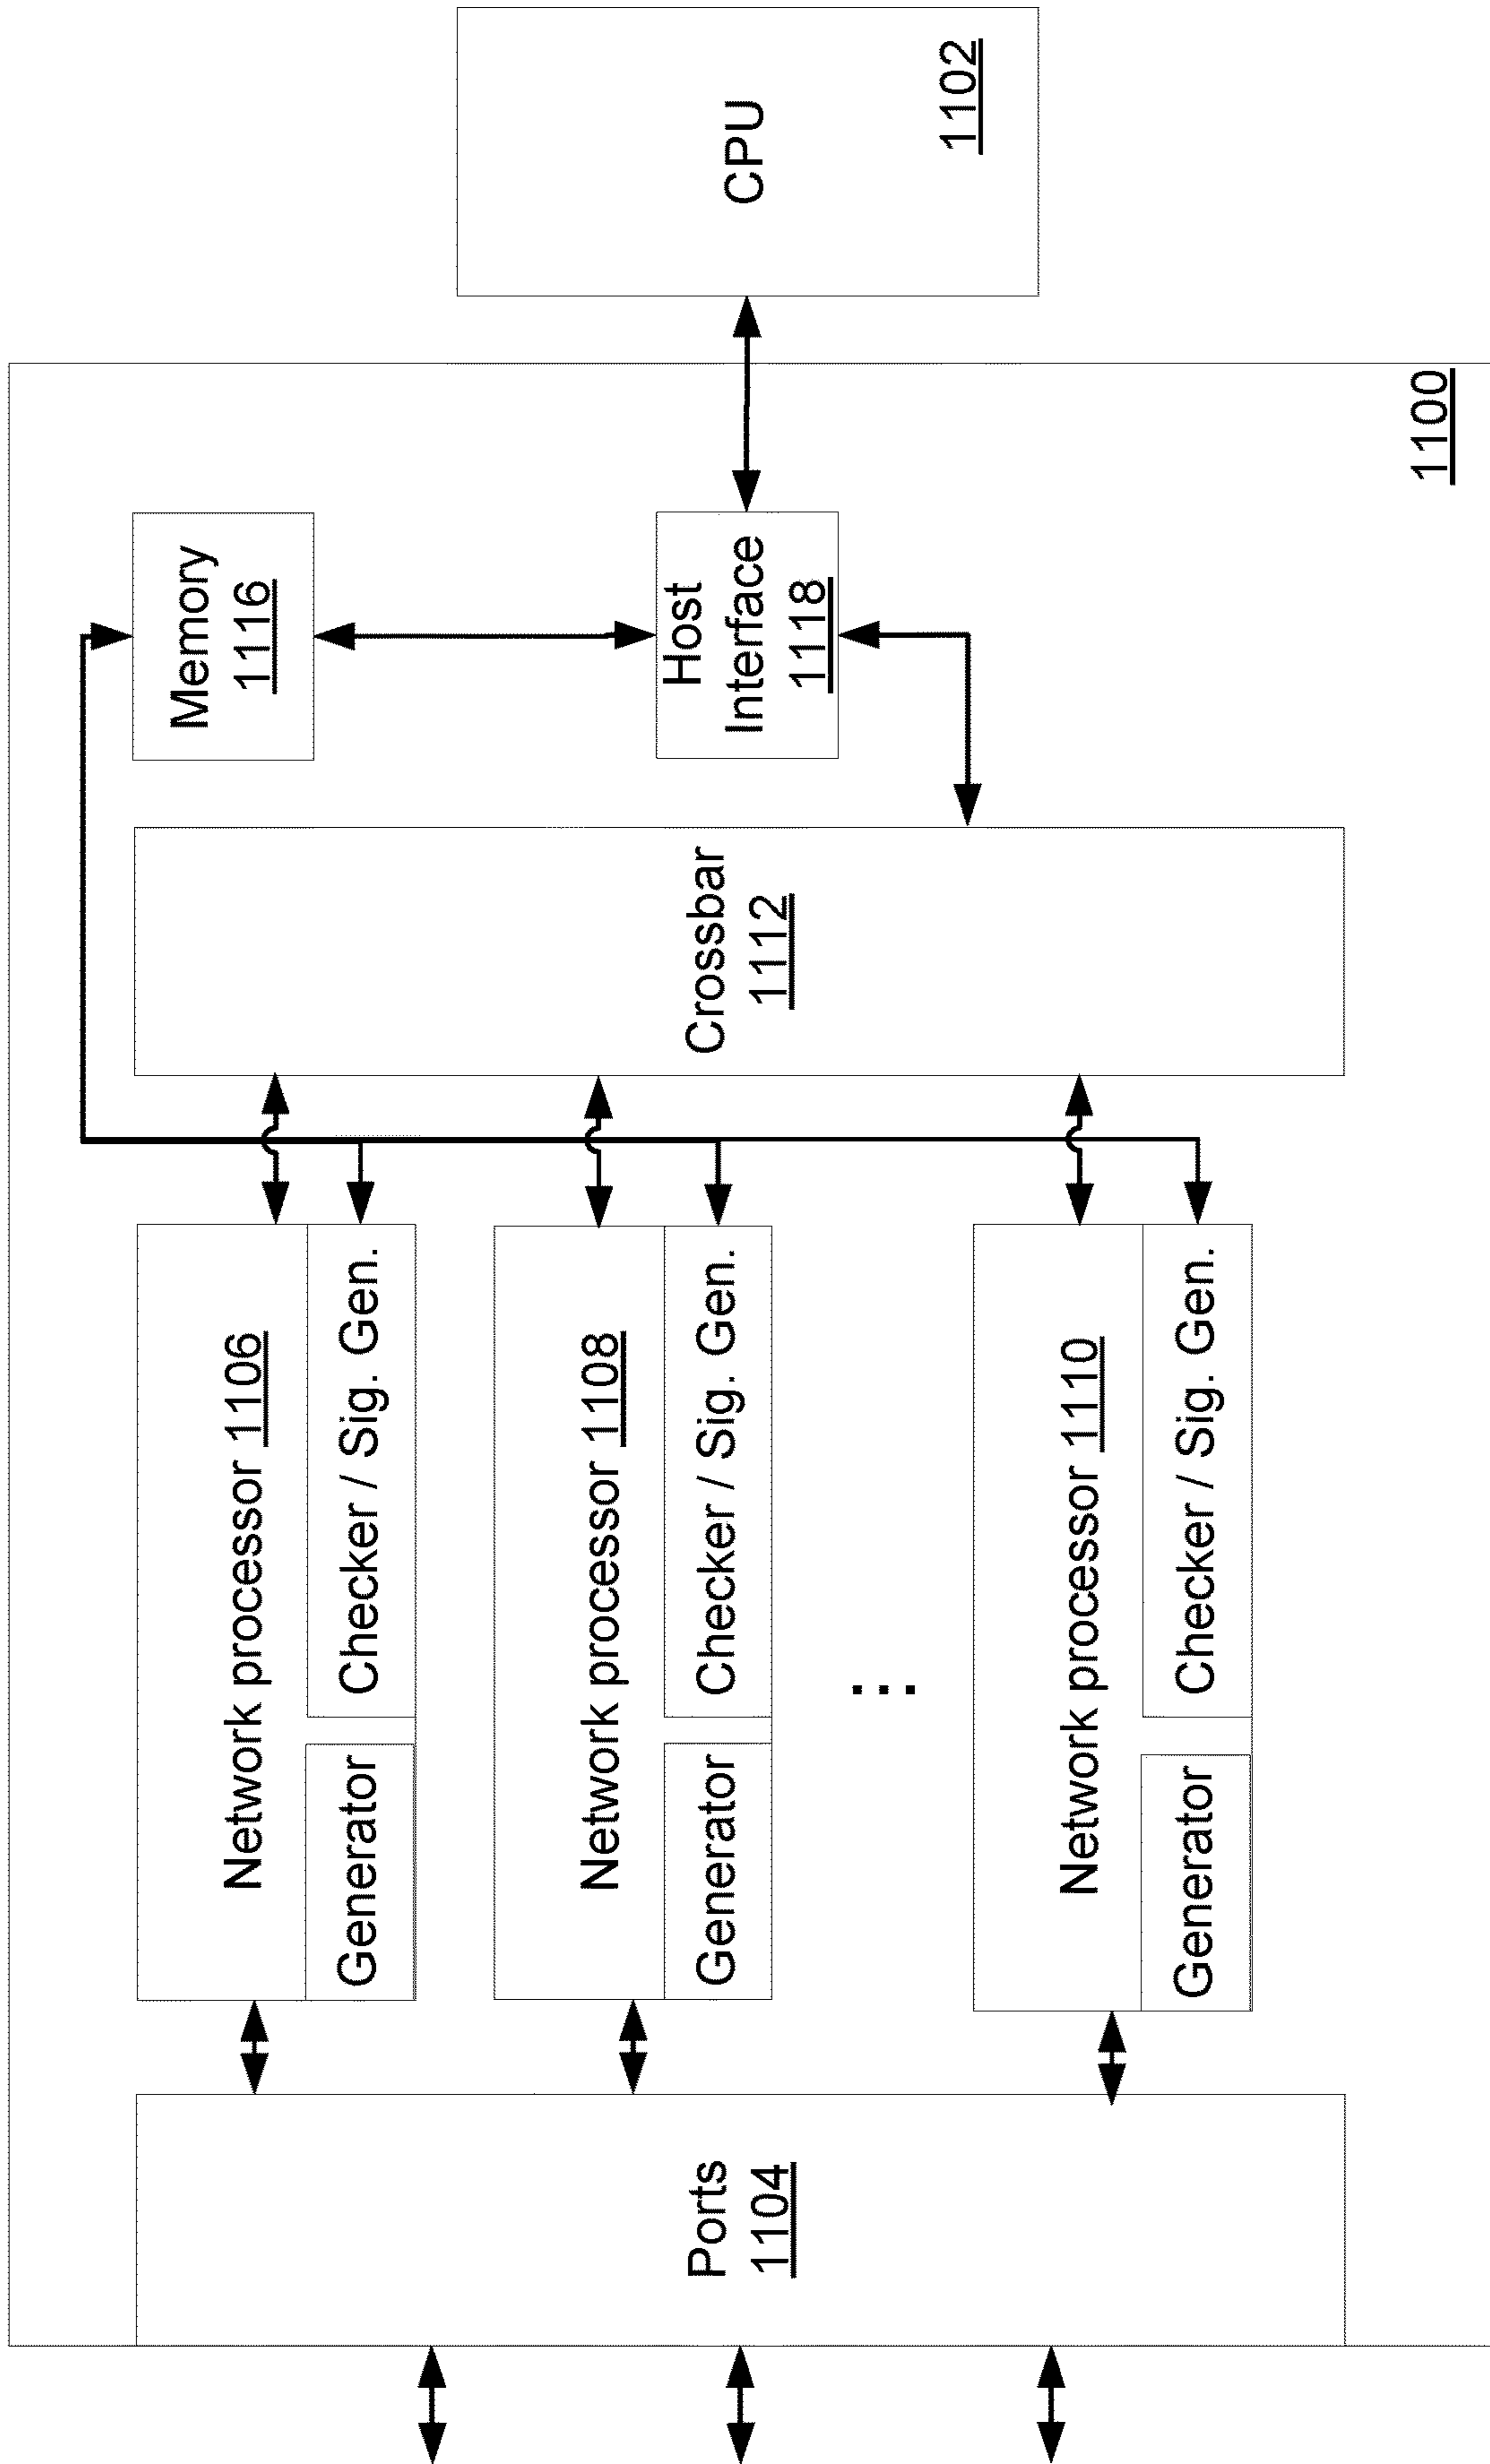 Ports
1104
Network processor 1106
Generator
Checker / Sig. Gen.
Network processor 1108
Generator
Checker / Sig. Gen.
...
Network processor 1110
Generator
Checker / Sig. Gen.
Crossbar
1112
Memory
1116
Host
Interface
1118
1100
CPU
1102